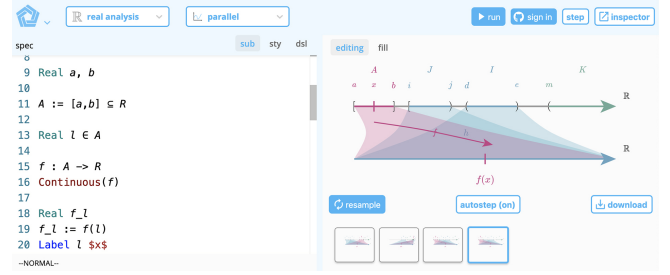 ℝ real analysis
parallel
run
sign in
step
inspector
spec
sub sty dsl
editing fill
8
9 Real a, b
10
11 A := [a,b] ⊆ R
12
13 Real l ∈ A
14
15 f : A -> R
16 Continuous(f)
17
18 Real f_l
19 f_l := f(l)
20 Label l $x$
--NORMAL--
A J I K
a x b i j d c m
ℝ
f h
ℝ
f(x)
resample
autostep (on)
download